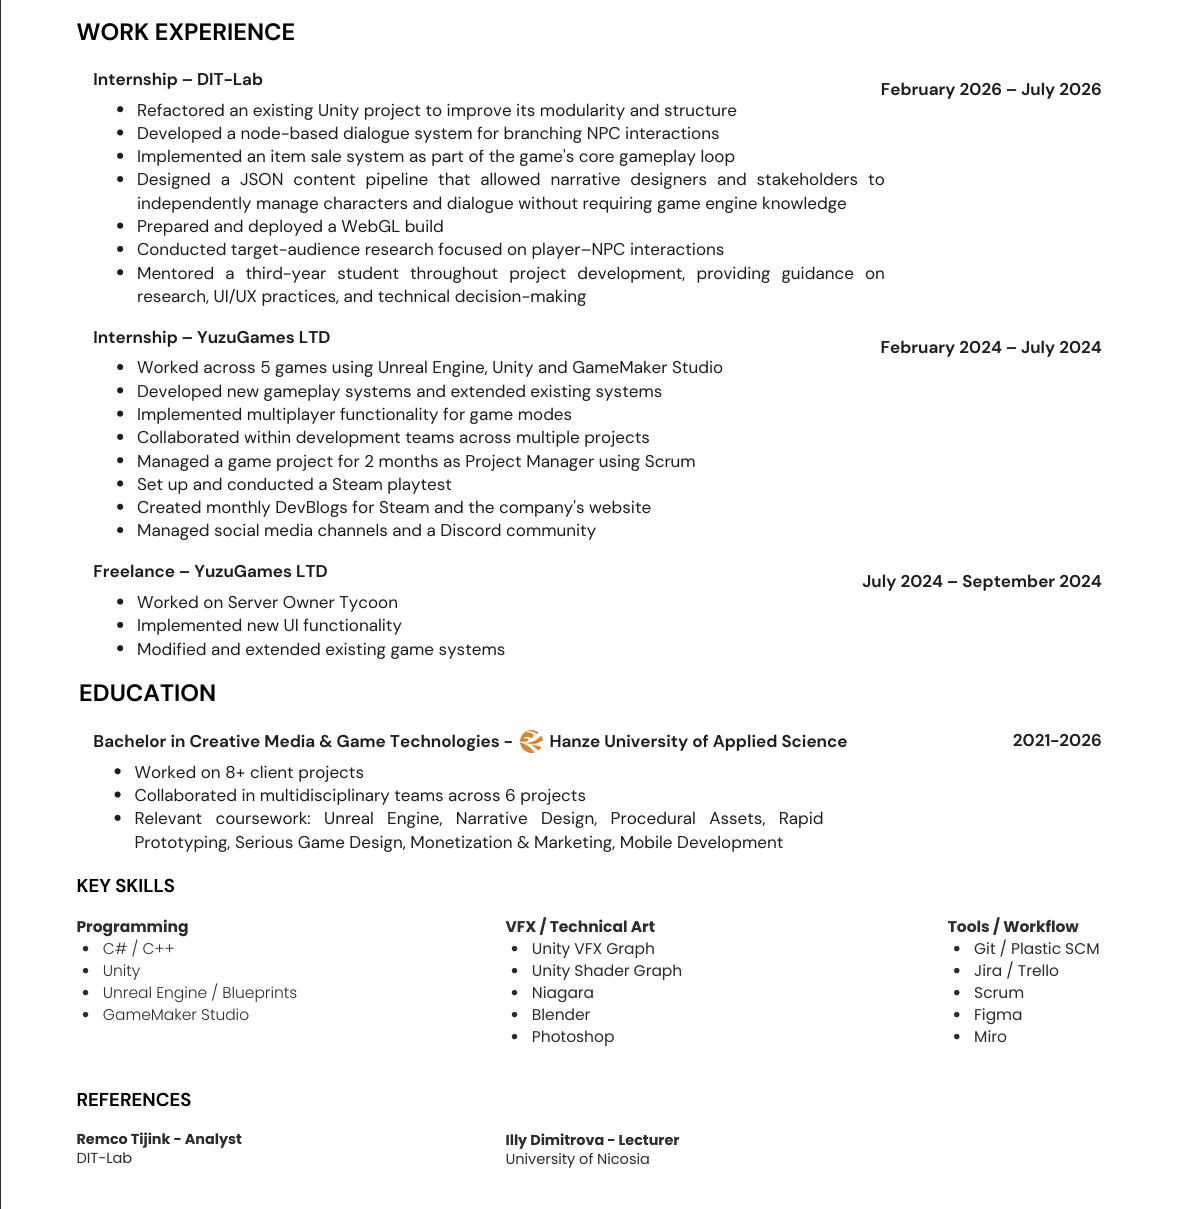 WORK EXPERIENCE
Internship – DIT-Lab
February 2026 – July 2026
• Refactored an existing Unity project to improve its modularity and structure
• Developed a node-based dialogue system for branching NPC interactions
• Implemented an item sale system as part of the game's core gameplay loop
• Designed a JSON content pipeline that allowed narrative designers and stakeholders to
independently manage characters and dialogue without requiring game engine knowledge
• Prepared and deployed a WebGL build
• Conducted target-audience research focused on player–NPC interactions
• Mentored a third-year student throughout project development, providing guidance on
research, UI/UX practices, and technical decision-making
Internship – YuzuGames LTD
February 2024 – July 2024
• Worked across 5 games using Unreal Engine, Unity and GameMaker Studio
• Developed new gameplay systems and extended existing systems
• Implemented multiplayer functionality for game modes
• Collaborated within development teams across multiple projects
• Managed a game project for 2 months as Project Manager using Scrum
• Set up and conducted a Steam playtest
• Created monthly DevBlogs for Steam and the company's website
• Managed social media channels and a Discord community
Freelance – YuzuGames LTD
July 2024 – September 2024
• Worked on Server Owner Tycoon
• Implemented new UI functionality
• Modified and extended existing game systems
EDUCATION
Bachelor in Creative Media & Game Technologies - Hanze University of Applied Science
2021-2026
• Worked on 8+ client projects
• Collaborated in multidisciplinary teams across 6 projects
• Relevant coursework: Unreal Engine, Narrative Design, Procedural Assets, Rapid
Prototyping, Serious Game Design, Monetization & Marketing, Mobile Development
KEY SKILLS
Programming
• C# / C++
• Unity
• Unreal Engine / Blueprints
• GameMaker Studio
VFX / Technical Art
• Unity VFX Graph
• Unity Shader Graph
• Niagara
• Blender
• Photoshop
Tools / Workflow
• Git / Plastic SCM
• Jira / Trello
• Scrum
• Figma
• Miro
REFERENCES
Remco Tijink - Analyst
DIT-Lab
Illy Dimitrova - Lecturer
University of Nicosia